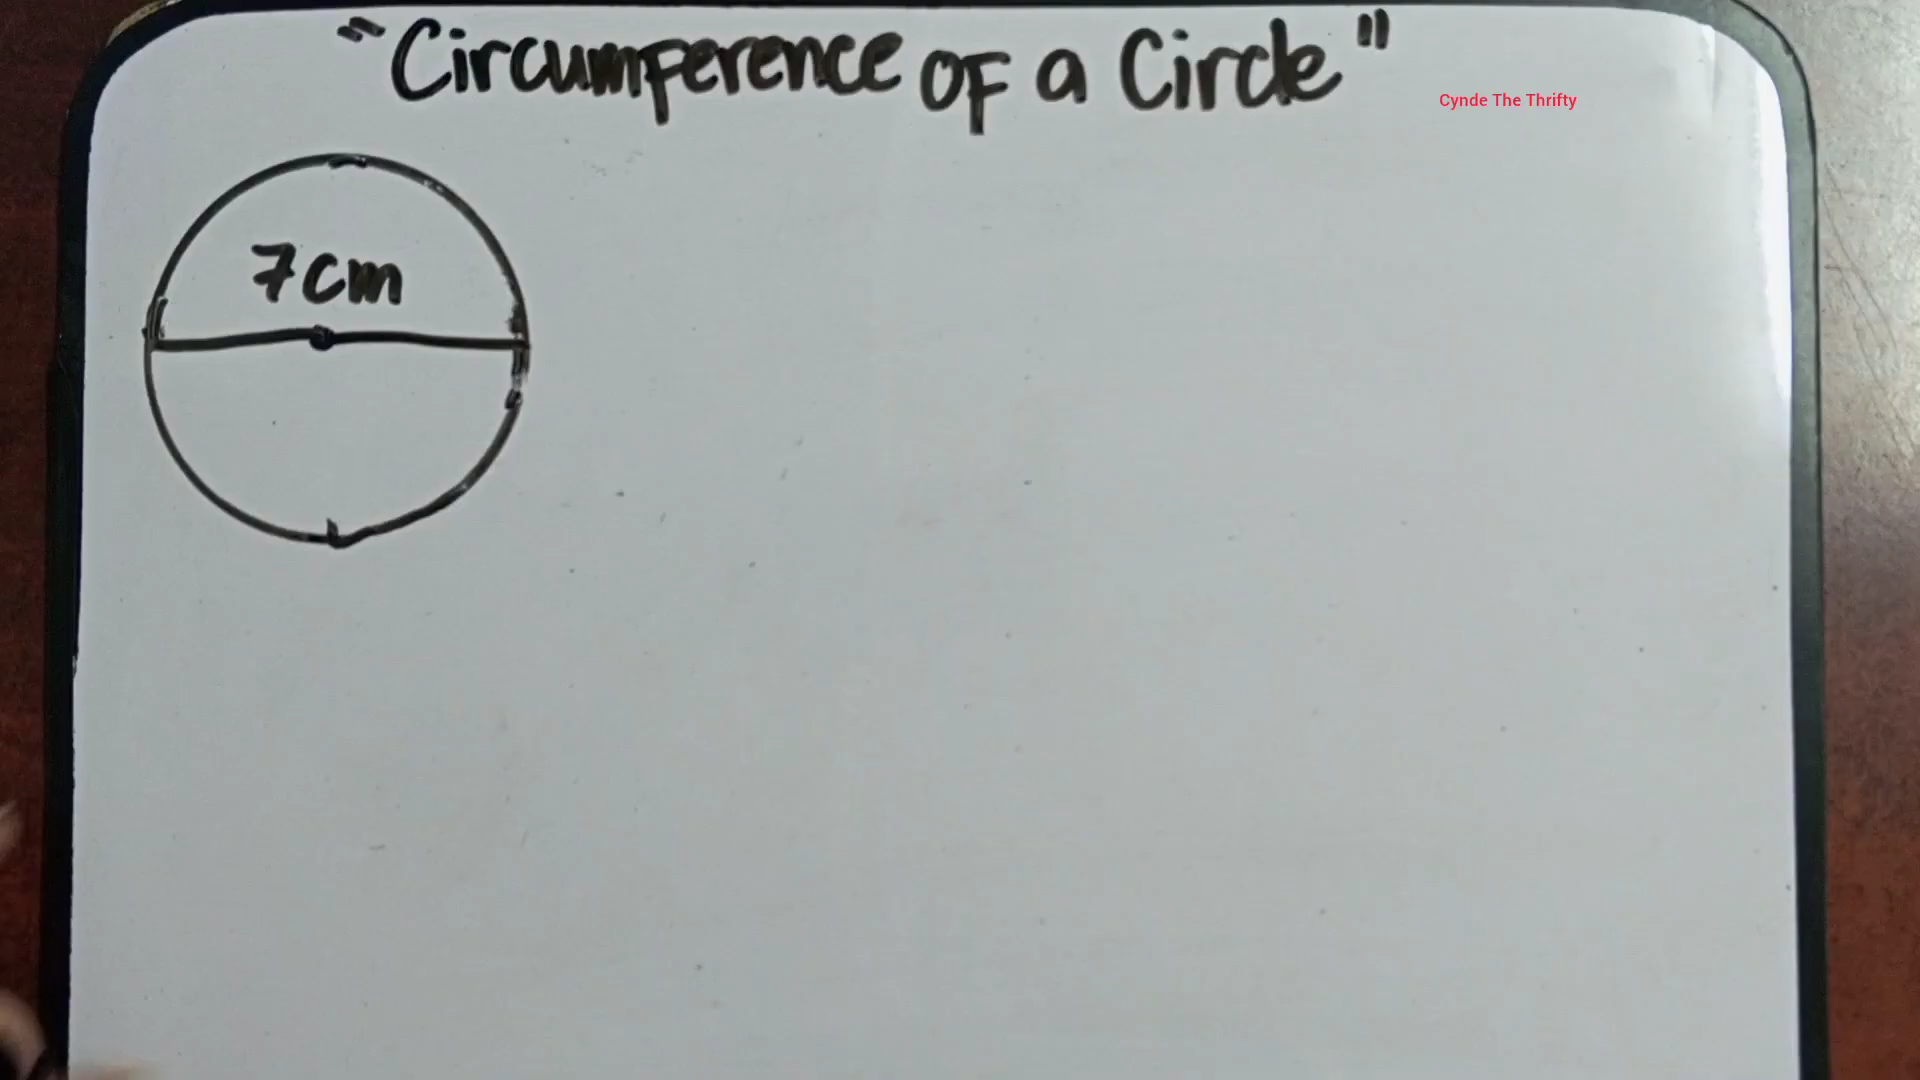 "Circumference of a Circle"
Cynde The Thrifty
7cm